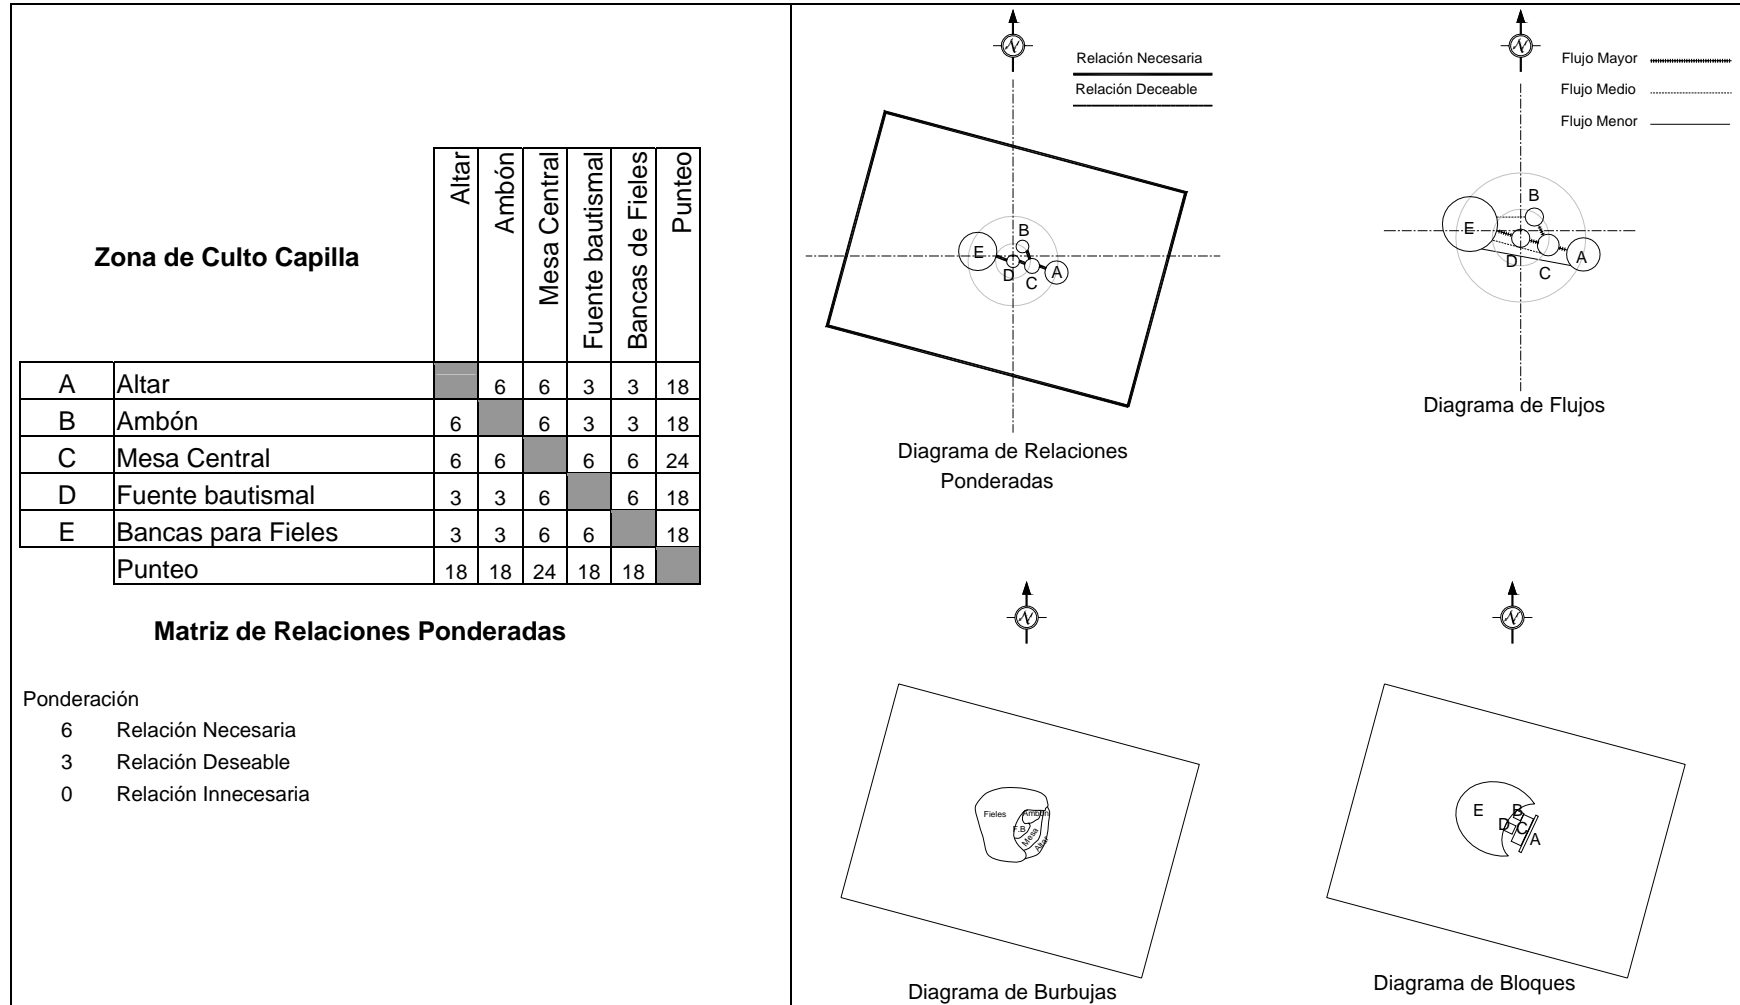 Zona de Culto Capilla
Altar
Ambón
Mesa Central
Fuente bautismal
Bancas de Fieles
Punteo
A Altar 6 6 3 3 18
B Ambón 6 6 3 3 18
C Mesa Central 6 6 6 6 24
D Fuente bautismal 3 3 6 6 18
E Bancas para Fieles 3 3 6 6 18
Punteo 18 18 24 18 18
Matriz de Relaciones Ponderadas
Ponderación
6 Relación Necesaria
3 Relación Deseable
0 Relación Innecesaria
N
Relación Necesaria
Relación Deceable
B
E
D
C
A
Diagrama de Relaciones
Ponderadas
N
Flujo Mayor
Flujo Medio
Flujo Menor
B
E
D
C
A
Diagrama de Flujos
N
Fieles
Ambón
F.B
Mesa
Altar
Diagrama de Burbujas
N
E
B
D
C
A
Diagrama de Bloques